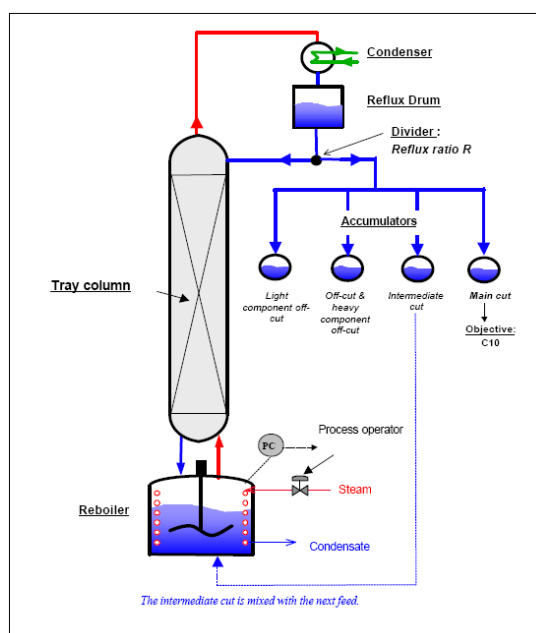 Condenser
Reflux Drum
Divider :
Reflux ratio R
Accumulators
Tray column
Light
component off-
cut
Off-cut &
heavy
component
off-cut
Intermediate
cut
Main cut
Objective:
C10
Process operator
PC
Steam
Reboiler
Condensate
The intermediate cut is mixed with the next feed.